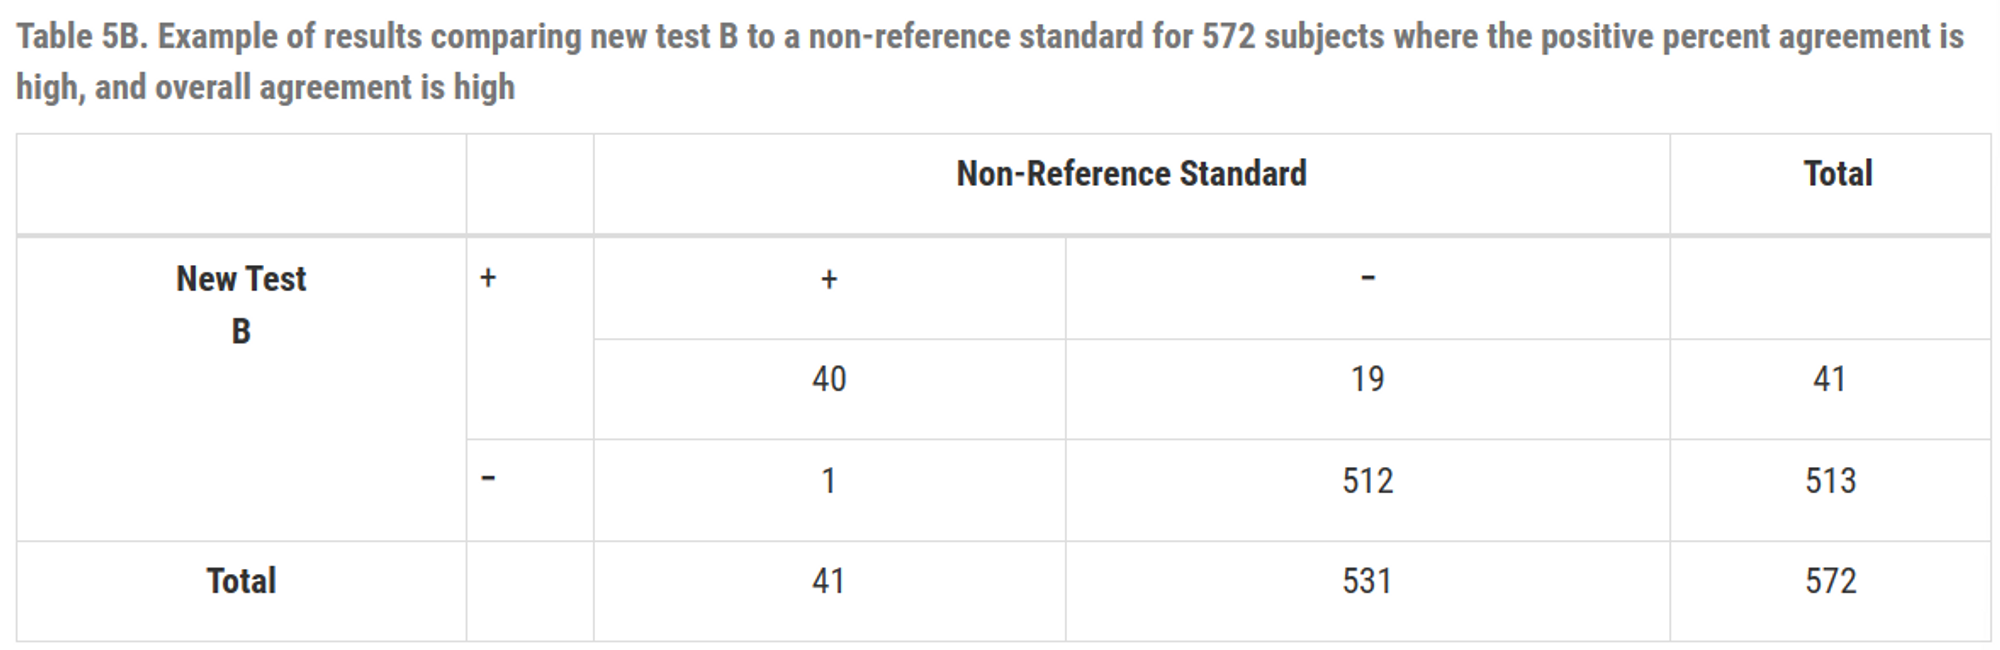 Table 5B. Example of results comparing new test B to a non-reference standard for 572 subjects where the positive percent agreement is
high, and overall agreement is high
Non-Reference Standard Total
New Test + + −
B
40 19 41
− 1 512 513
Total 41 531 572